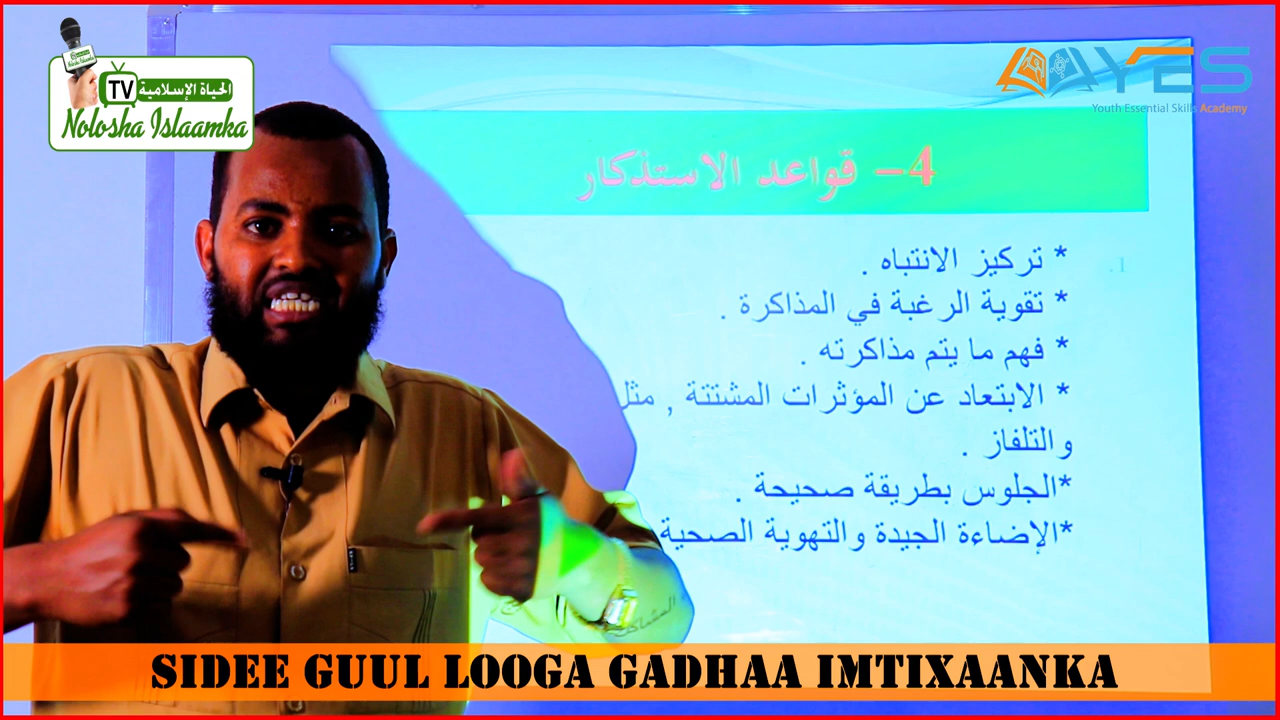 TV
الحياة الإسلامية
Nolosha Islaamka
YES
Youth Essential Skills Academy
4- قواعد الاستذكار
1.
* تركيز الانتباه .
* تقوية الرغبة في المذاكرة .
* فهم ما يتم مذاكرته .
* الابتعاد عن المؤثرات المشتتة , مثل
والتلفاز .
*الجلوس بطريقة صحيحة .
*الإضاءة الجيدة والتهوية الصحية
SIDEE GUUL LOOGA GADHAA IMTIXAANKA